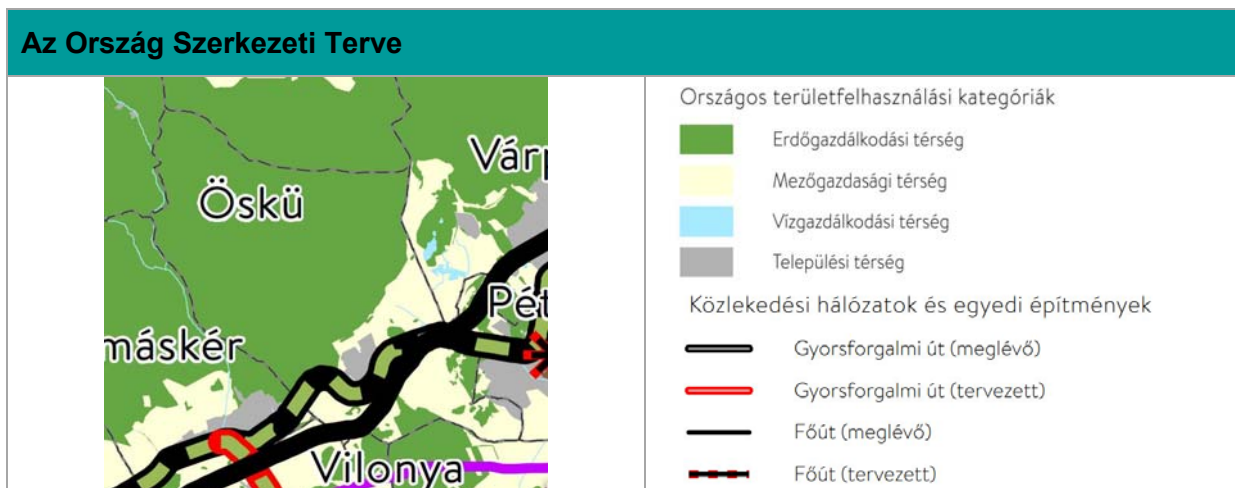 Az Ország Szerkezeti Terve
Öskü
Várp
Pét
máskér
Vilonya
Országos területfelhasználási kategóriák
Erdőgazdálkodási térség
Mezőgazdasági térség
Vízgazdálkodási térség
Települési térség
Közlekedési hálózatok és egyedi építmények
Gyorsforgalmi út (meglévő)
Gyorsforgalmi út (tervezett)
Főút (meglévő)
Főút (tervezett)